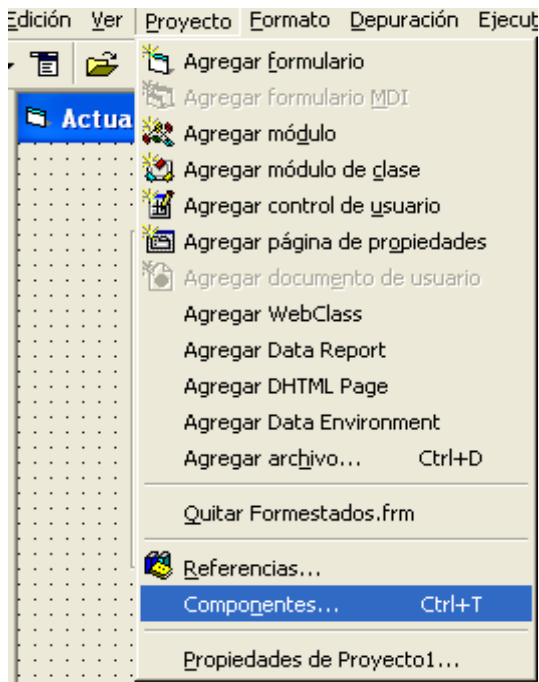 Edición Ver Proyecto Formato Depuración Ejecut
Actua
Agregar formulario
Agregar formulario MDI
Agregar módulo
Agregar módulo de clase
Agregar control de usuario
Agregar página de propiedades
Agregar documento de usuario
Agregar WebClass
Agregar Data Report
Agregar DHTML Page
Agregar Data Environment
Agregar archivo... Ctrl+D
Quitar Formestados.frm
Referencias...
Componentes... Ctrl+T
Propiedades de Proyecto1...